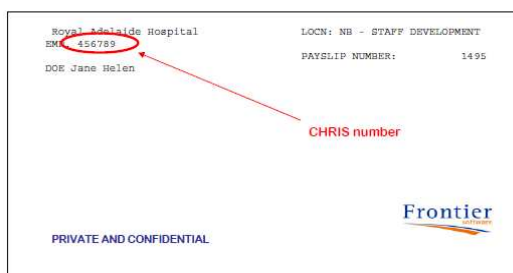 Royal Adelaide Hospital
EMP. 456789
DOE Jane Helen
LOCN: NB - STAFF DEVELOPMENT
PAYSLIP NUMBER: 1495
CHRIS number
Frontier
software
PRIVATE AND CONFIDENTIAL